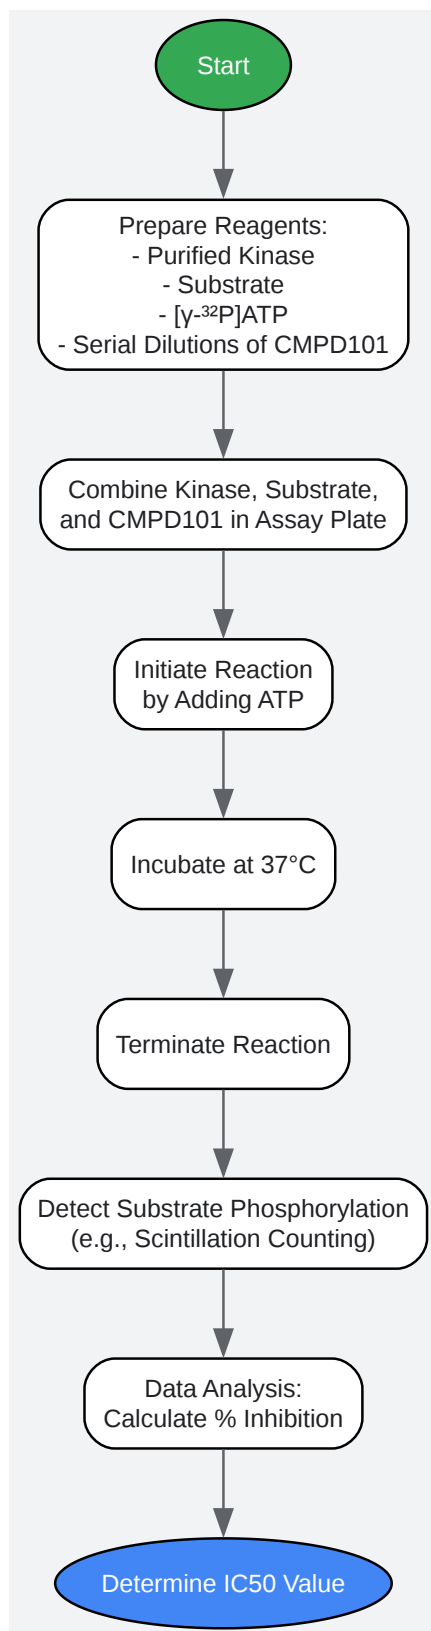 Start
Prepare Reagents:
- Purified Kinase
- Substrate
- [γ-³²P]ATP
- Serial Dilutions of CMPD101
Combine Kinase, Substrate,
and CMPD101 in Assay Plate
Initiate Reaction
by Adding ATP
Incubate at 37°C
Terminate Reaction
Detect Substrate Phosphorylation
(e.g., Scintillation Counting)
Data Analysis:
Calculate % Inhibition
Determine IC50 Value